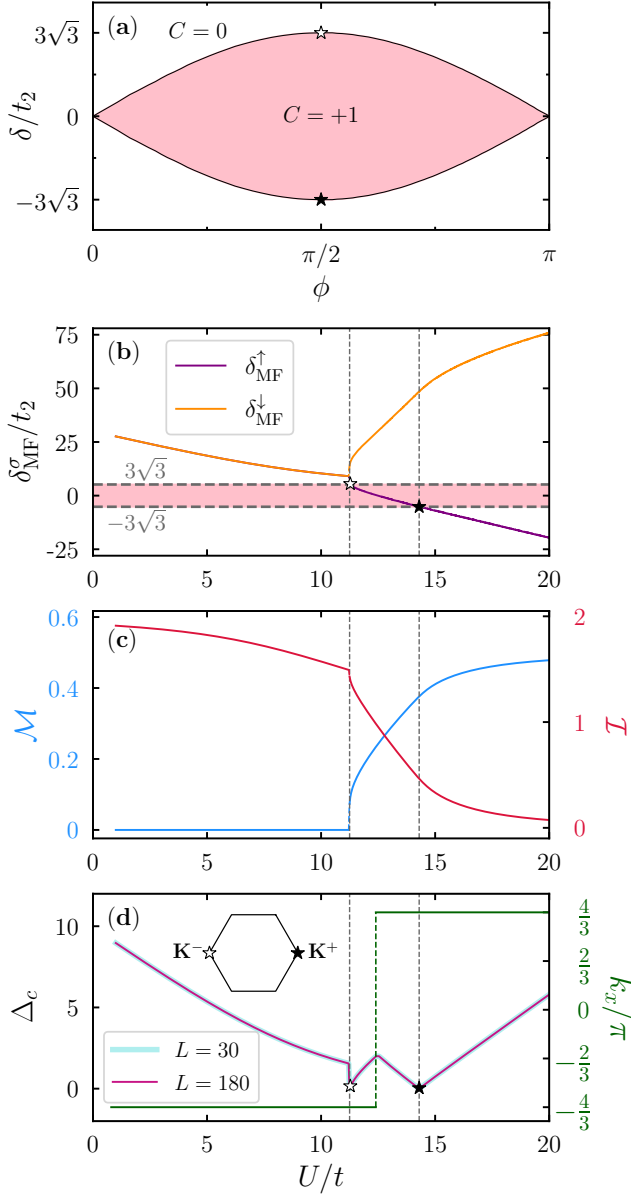 (a) C = 0
3√3
δ/t₂
0
C = +1
−3√3
0 π/2 π
ϕ
(b)
75
50
25
0
-25
δ^σ_MF/t₂
δ^↑_MF
δ^↓_MF
3√3
−3√3
0 5 10 15 20
(c)
0.6
0.4
0.2
0
ℳ
2
1
0
ℐ
0 5 10 15 20
(d)
10
5
0
Δ_c
K⁻ K⁺
L = 30
L = 180
4/3
2/3
0
−2/3
−4/3
k_x/π
0 5 10 15 20
U/t